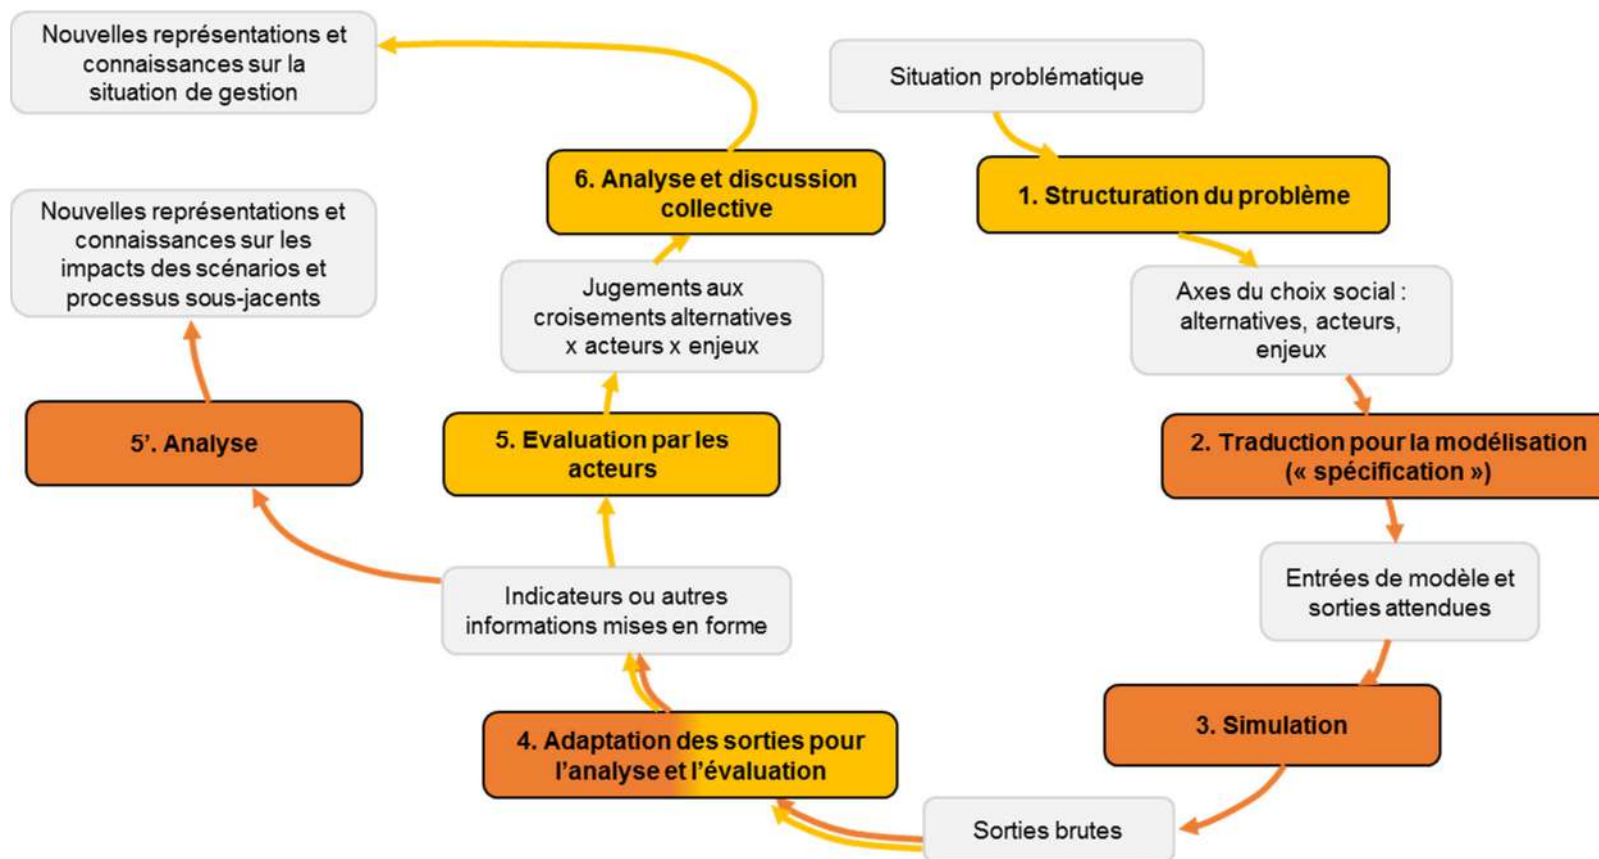 Nouvelles représentations et
connaissances sur la
situation de gestion
Situation problématique
6. Analyse et discussion
collective
1. Structuration du problème
Nouvelles représentations et
connaissances sur les
impacts des scénarios et
processus sous-jacents
Jugements aux
croisements alternatives
x acteurs x enjeux
Axes du choix social :
alternatives, acteurs,
enjeux
5’. Analyse
5. Evaluation par les
acteurs
2. Traduction pour la modélisation
(« spécification »)
Indicateurs ou autres
informations mises en forme
Entrées de modèle et
sorties attendues
4. Adaptation des sorties pour
l’analyse et l’évaluation
3. Simulation
Sorties brutes